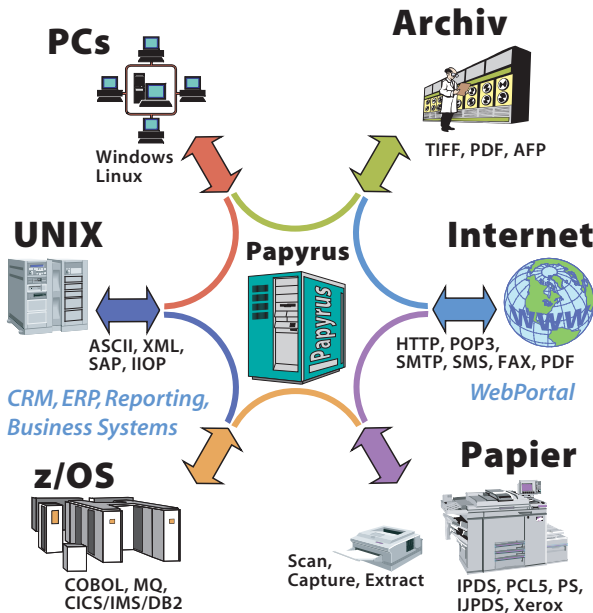 PCs
Archiv
Windows
Linux
TIFF, PDF, AFP
UNIX
Papyrus
Internet
Papyrus
WWW
ASCII, XML,
SAP, IIOP
HTTP, POP3,
SMTP, SMS, FAX, PDF
CRM, ERP, Reporting,
Business Systems
WebPortal
z/OS
Papier
Scan,
Capture, Extract
COBOL, MQ,
CICS/IMS/DB2
IPDS, PCL5, PS,
IJPDS, Xerox